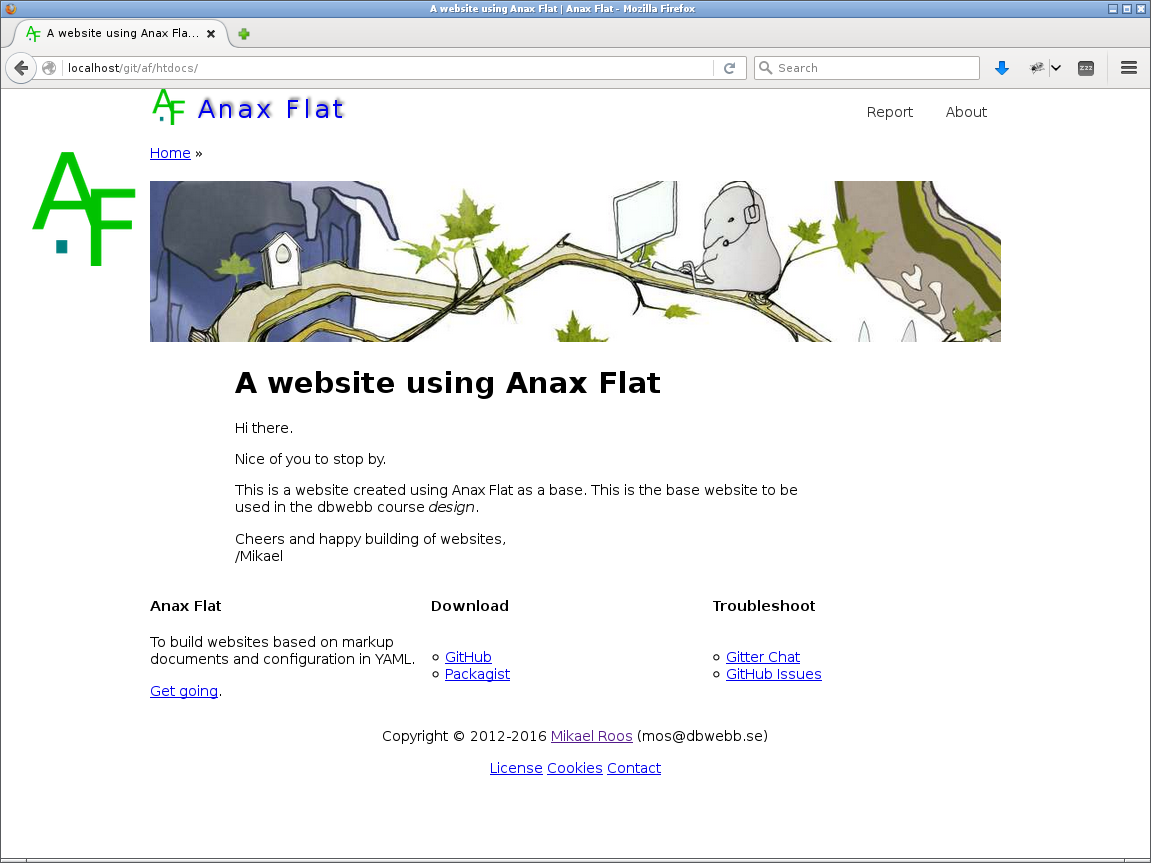 A website using Anax Flat | Anax Flat - Mozilla Firefox
A website using Anax Fla...
localhost/git/af/htdocs/
Search
zzz
AF Anax Flat
Report About
Home »
AF
A website using Anax Flat
Hi there.
Nice of you to stop by.
This is a website created using Anax Flat as a base. This is the base website to be
used in the dbwebb course design.
Cheers and happy building of websites,
/Mikael
Anax Flat
To build websites based on markup
documents and configuration in YAML.
Get going.
Download
GitHub
Packagist
Troubleshoot
Gitter Chat
GitHub Issues
Copyright © 2012-2016 Mikael Roos (mos@dbwebb.se)
License Cookies Contact